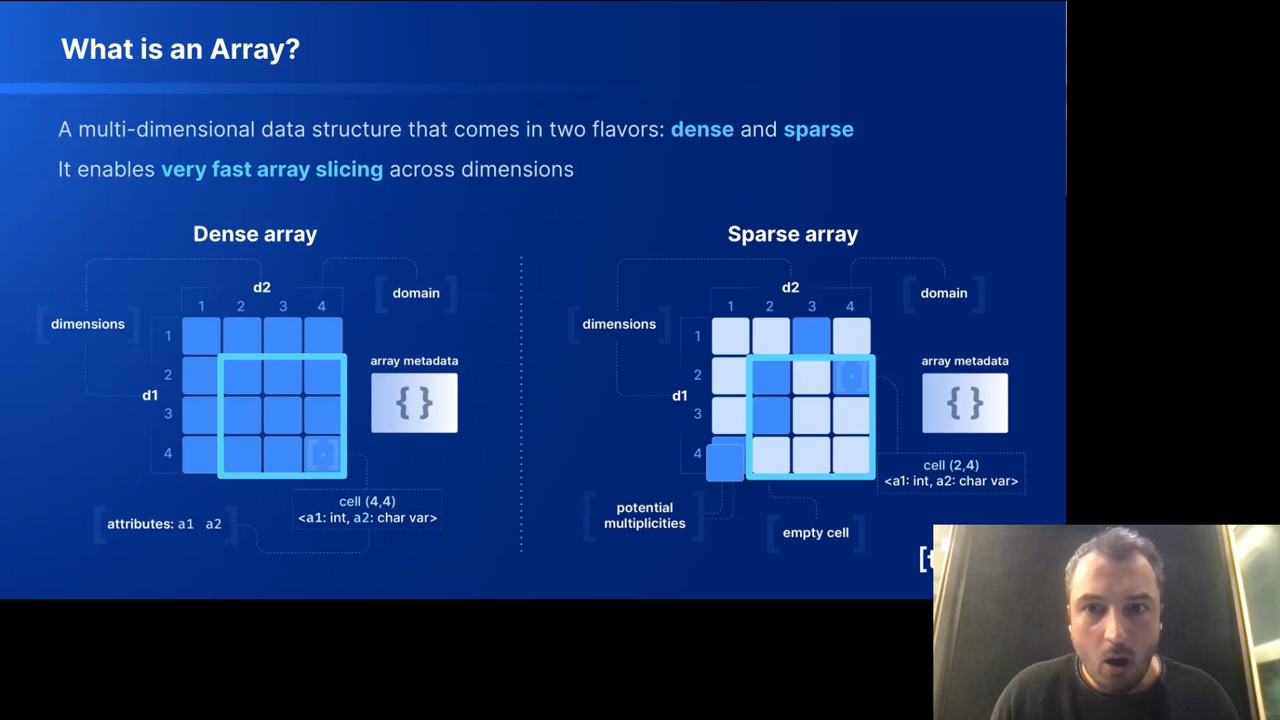 What is an Array?
A multi-dimensional data structure that comes in two flavors: dense and sparse
It enables very fast array slicing across dimensions
Dense array
d2
domain
1 2 3 4
dimensions
1
array metadata
2
{ }
d1
3
4
[·]
cell (4,4)
<a1: int, a2: char var>
attributes: a1 a2
Sparse array
d2
domain
1 2 3 4
dimensions
1
array metadata
2
[·]
{ }
d1
3
4
cell (2,4)
<a1: int, a2: char var>
potential
multiplicities
empty cell